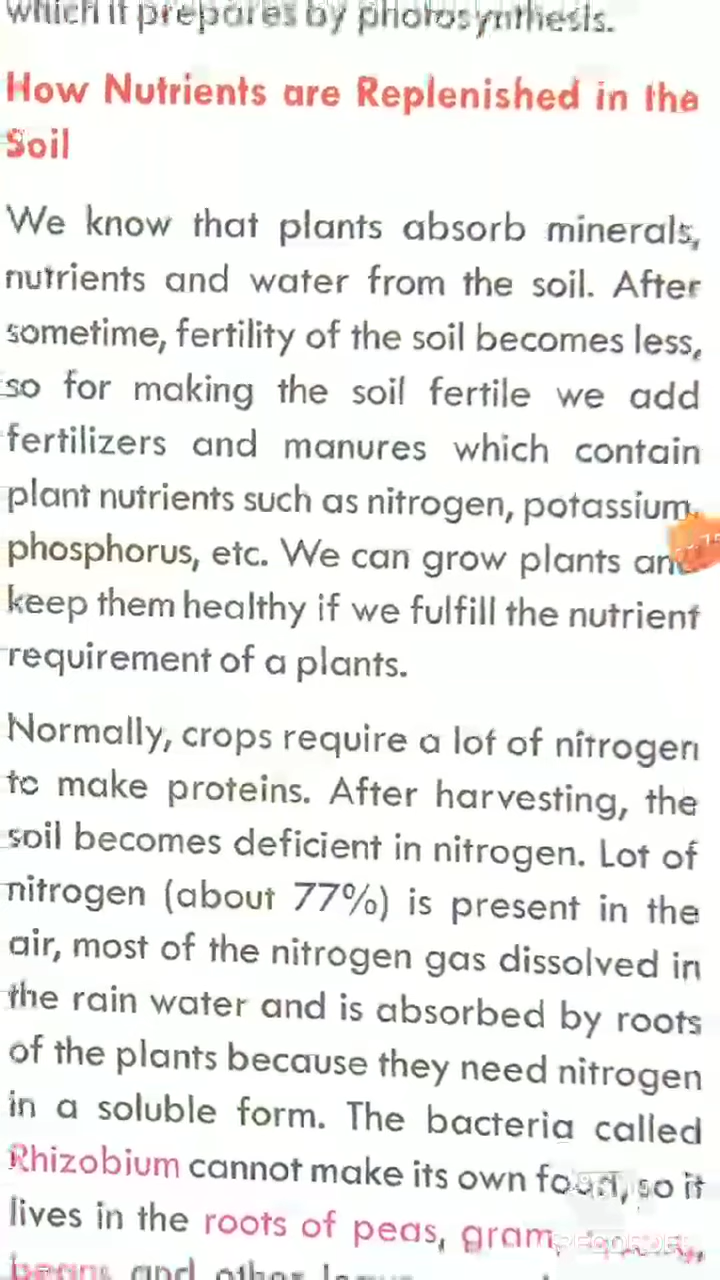 which it prepares by photosynthesis.
How Nutrients are Replenished in the
Soil
We know that plants absorb minerals,
nutrients and water from the soil. After
sometime, fertility of the soil becomes less,
so for making the soil fertile we add
fertilizers and manures which contain
plant nutrients such as nitrogen, potassium,
phosphorus, etc. We can grow plants and
keep them healthy if we fulfill the nutrient
requirement of a plants.
Normally, crops require a lot of nitrogen
to make proteins. After harvesting, the
soil becomes deficient in nitrogen. Lot of
nitrogen (about 77%) is present in the
air, most of the nitrogen gas dissolved in
the rain water and is absorbed by roots
of the plants because they need nitrogen
in a soluble form. The bacteria called
Rhizobium cannot make its own food, so it
lives in the roots of peas, gram,
RECORDER
beans and other